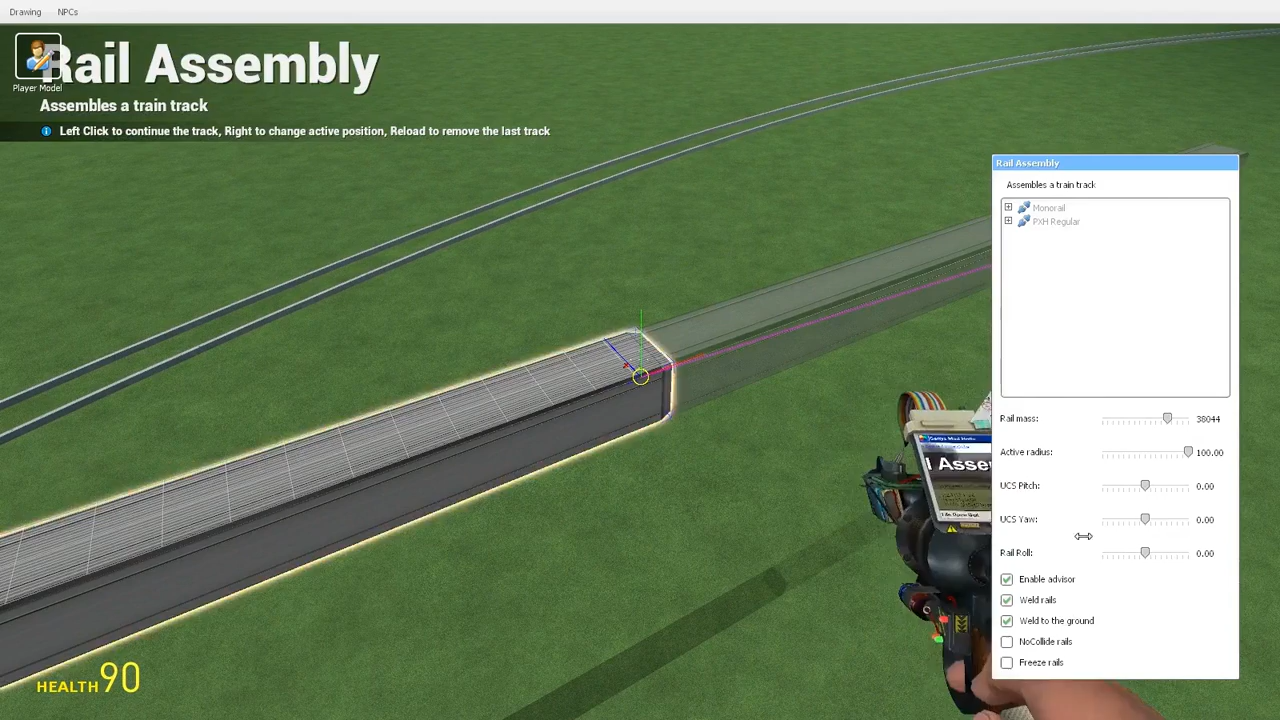 Drawing NPCs
Rail Assembly
Player Model
Assembles a train track
Left Click to continue the track, Right to change active position, Reload to remove the last track
Rail Assembly
Assembles a train track
Monorail
PXH Regular
Rail mass: 38044
Active radius: 100.00
UCS Pitch: 0.00
UCS Yaw: 0.00
Rail Roll: 0.00
Enable advisor
Weld rails
Weld to the ground
NoCollide rails
Freeze rails
HEALTH 90